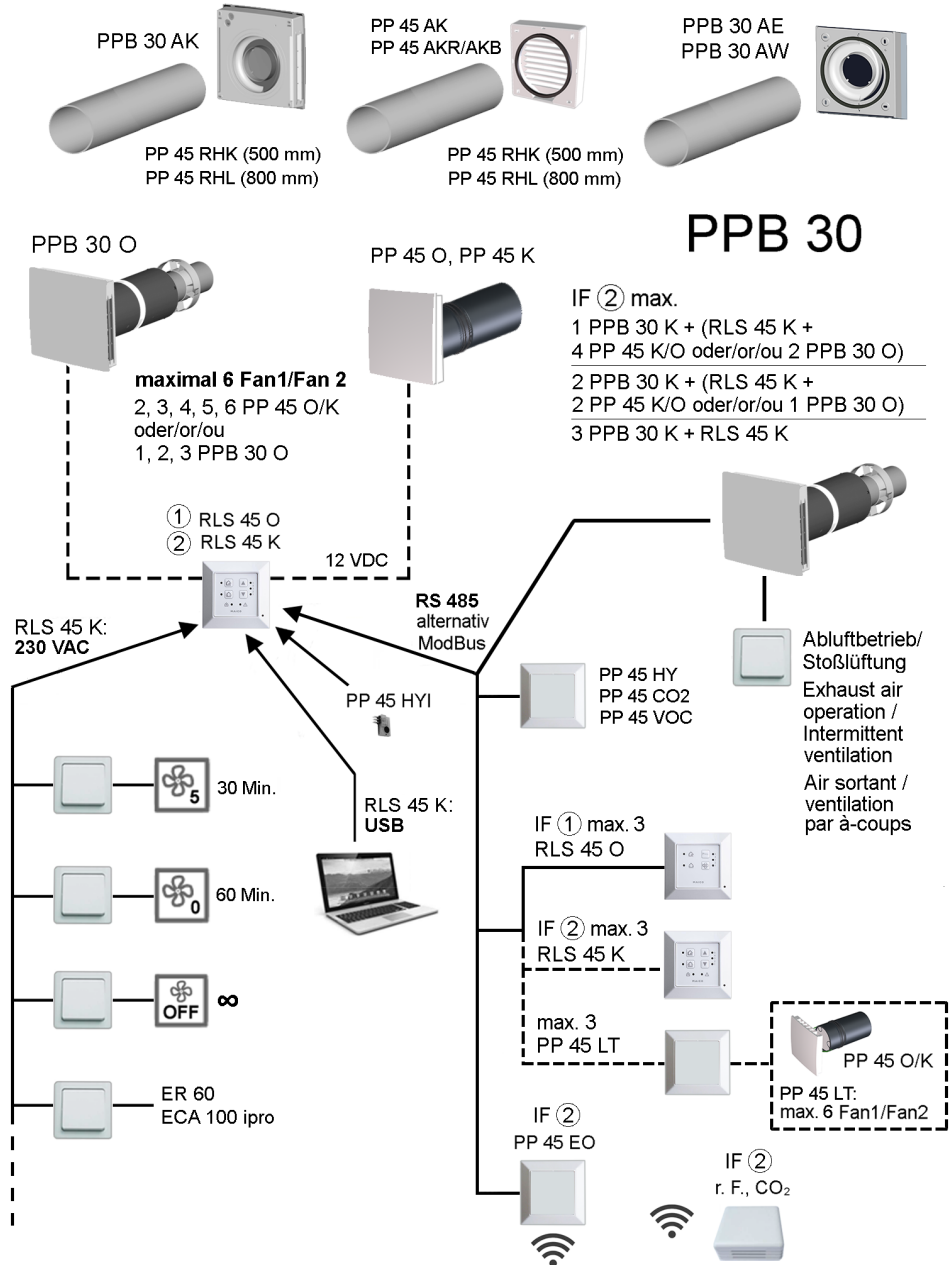 PPB 30 AK
PP 45 RHK (500 mm)
PP 45 RHL (800 mm)
PP 45 AK
PP 45 AKR/AKB
PP 45 RHK (500 mm)
PP 45 RHL (800 mm)
PPB 30 AE
PPB 30 AW
PPB 30
PPB 30 O
PP 45 O, PP 45 K
IF ② max.
1 PPB 30 K + (RLS 45 K +
4 PP 45 K/O oder/or/ou 2 PPB 30 O)
2 PPB 30 K + (RLS 45 K +
2 PP 45 K/O oder/or/ou 1 PPB 30 O)
3 PPB 30 K + RLS 45 K
maximal 6 Fan1/Fan 2
2, 3, 4, 5, 6 PP 45 O/K
oder/or/ou
1, 2, 3 PPB 30 O
① RLS 45 O
② RLS 45 K
12 VDC
RLS 45 K:
230 VAC
RS 485
alternativ
ModBus
PP 45 HYI
RLS 45 K:
USB
PP 45 HY
PP 45 CO2
PP 45 VOC
Abluftbetrieb/
Stoßlüftung
Exhaust air
operation /
Intermittent
ventilation
Air sortant /
ventilation
par à-coups
5
30 Min.
0
60 Min.
OFF
∞
ER 60
ECA 100 ipro
IF ① max. 3
RLS 45 O
IF ② max. 3
RLS 45 K
max. 3
PP 45 LT
PP 45 O/K
PP 45 LT:
max. 6 Fan1/Fan2
IF ②
PP 45 EO
IF ②
r. F., CO₂